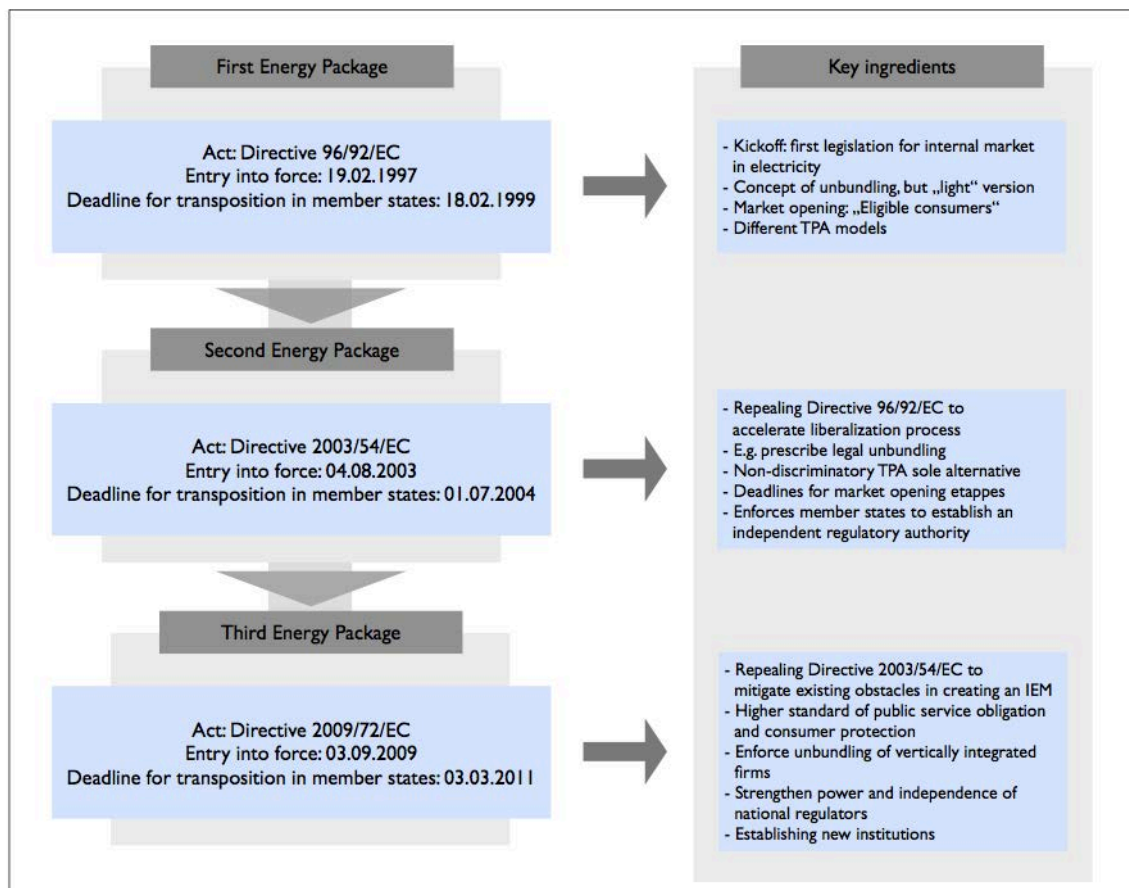 First Energy Package
Act: Directive 96/92/EC
Entry into force: 19.02.1997
Deadline for transposition in member states: 18.02.1999
Key ingredients
- Kickoff: first legislation for internal market
in electricity
- Concept of unbundling, but „light“ version
- Market opening: „Eligible consumers“
- Different TPA models
Second Energy Package
Act: Directive 2003/54/EC
Entry into force: 04.08.2003
Deadline for transposition in member states: 01.07.2004
- Repealing Directive 96/92/EC to
accelerate liberalization process
- E.g. prescribe legal unbundling
- Non-discriminatory TPA sole alternative
- Deadlines for market opening etappes
- Enforces member states to establish an
independent regulatory authority
Third Energy Package
Act: Directive 2009/72/EC
Entry into force: 03.09.2009
Deadline for transposition in member states: 03.03.2011
- Repealing Directive 2003/54/EC to
mitigate existing obstacles in creating an IEM
- Higher standard of public service obligation
and consumer protection
- Enforce unbundling of vertically integrated
firms
- Strengthen power and independence of
national regulators
- Establishing new institutions